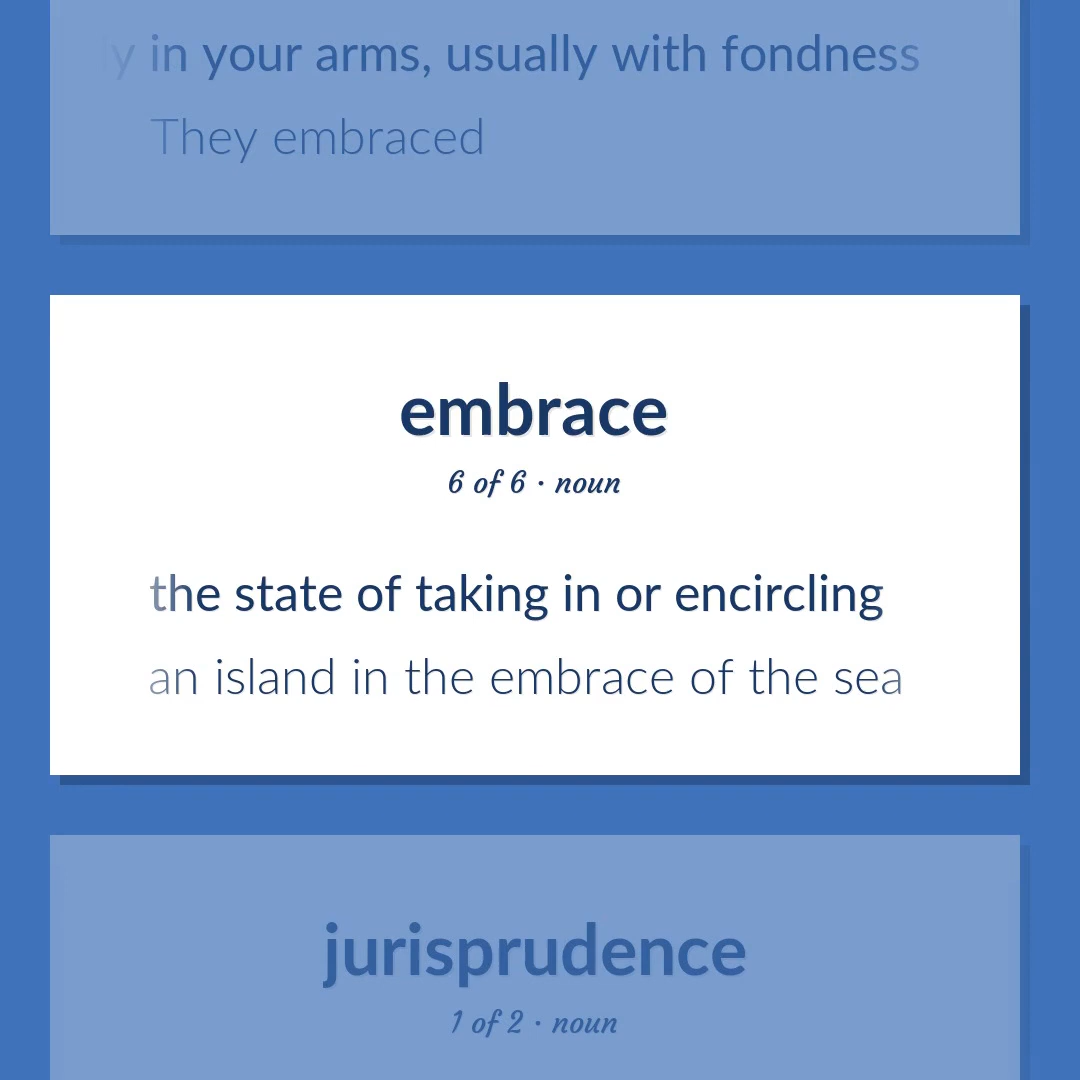 in your arms, usually with fondness
They embraced
embrace
6 of 6 · noun
the state of taking in or encircling
an island in the embrace of the sea
jurisprudence
1 of 2 · noun